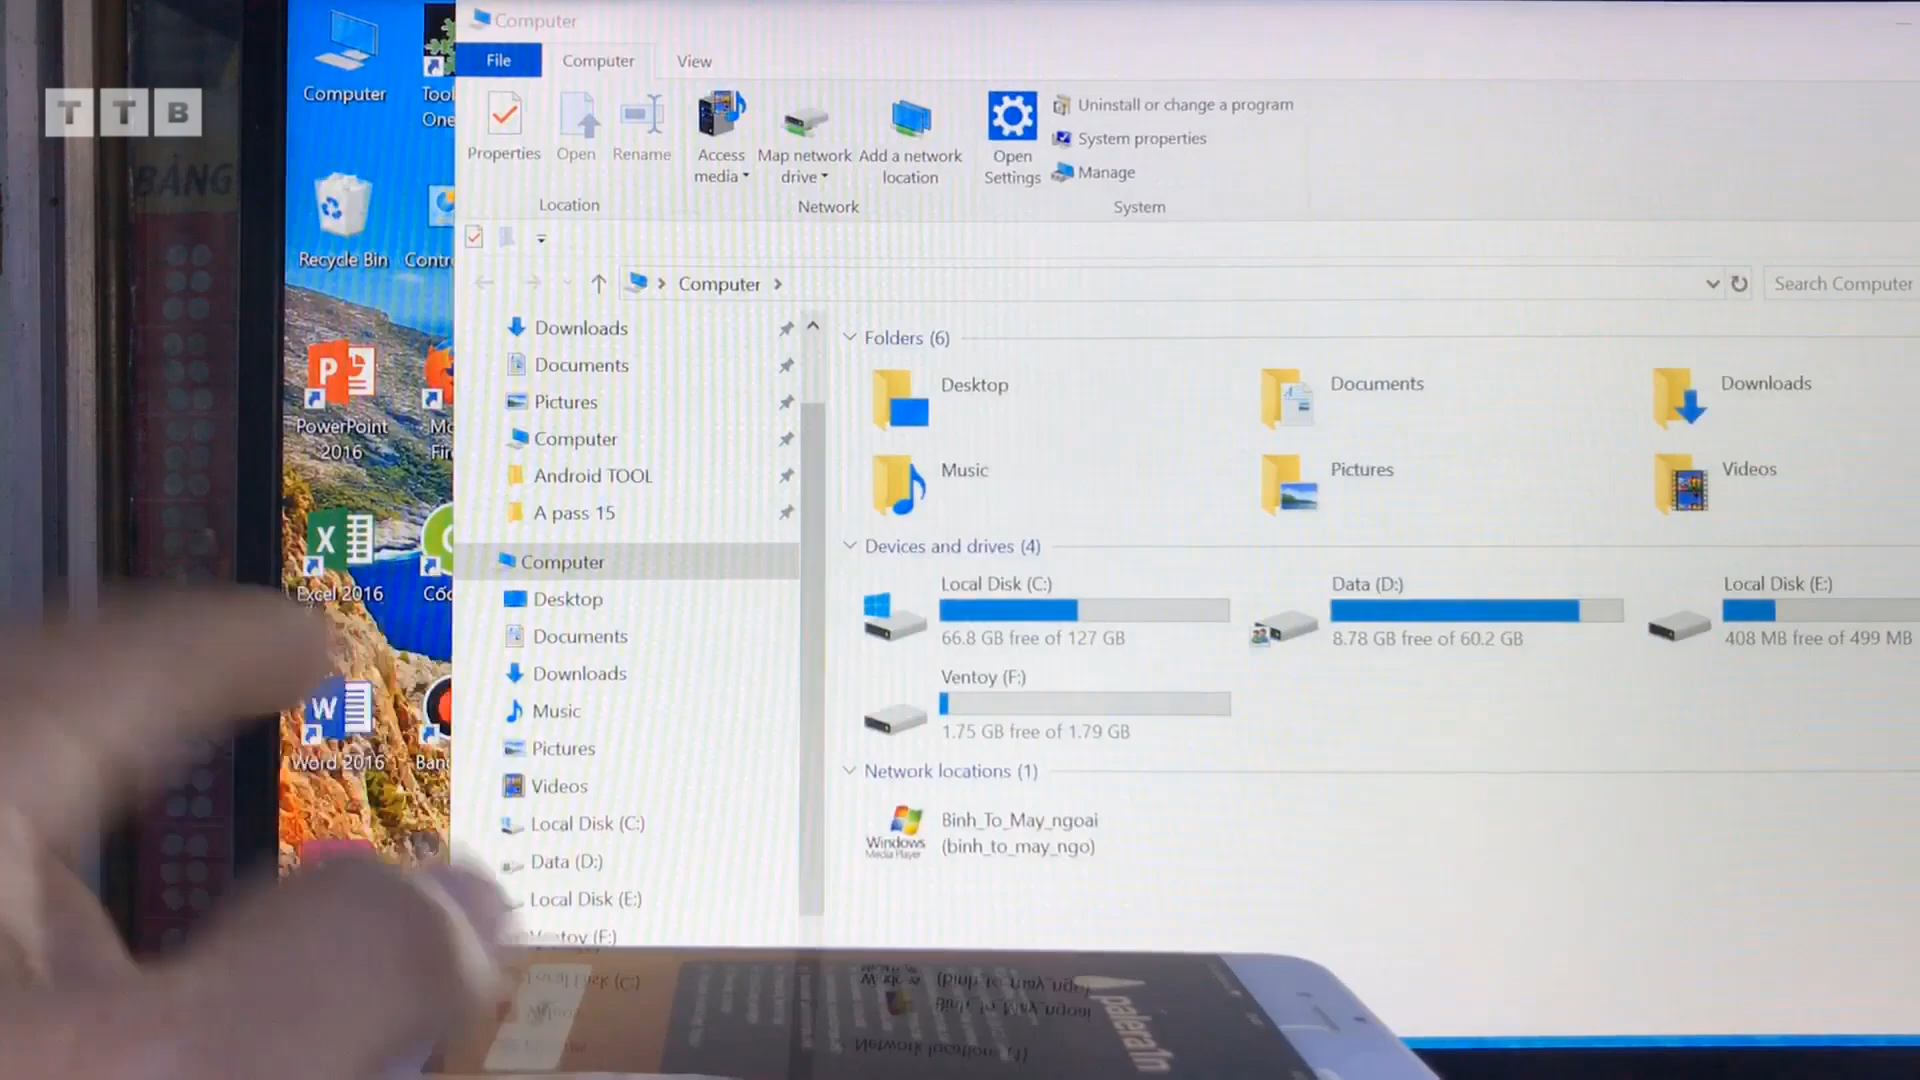 TTB
BẢNG
Computer
Recycle Bin
PowerPoint
2016
Excel 2016
Word 2016
Computer
File
Computer
View
Properties
Open
Rename
Location
Access
media
Map network
drive
Add a network
location
Network
Open
Settings
Uninstall or change a program
System properties
Manage
System
Computer
Search Computer
Downloads
Documents
Pictures
Computer
Android TOOL
A pass 15
Computer
Desktop
Documents
Downloads
Music
Pictures
Videos
Local Disk (C:)
Data (D:)
Local Disk (E:)
Ventoy (F:)
Folders (6)
Desktop
Documents
Downloads
Music
Pictures
Videos
Devices and drives (4)
Local Disk (C:)
66.8 GB free of 127 GB
Data (D:)
8.78 GB free of 60.2 GB
Local Disk (E:)
408 MB free of 499 MB
Ventoy (F:)
1.75 GB free of 1.79 GB
Network locations (1)
Windows
Media Player
Binh_To_May_ngoai
(binh_to_may_ngo)
palera1n